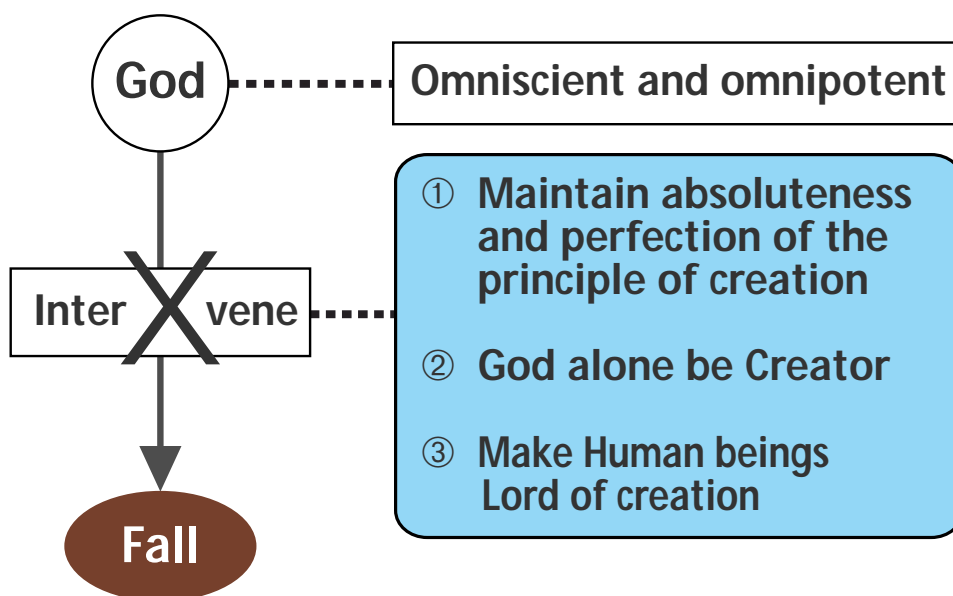 God
Omniscient and omnipotent
① Maintain absoluteness
and perfection of the
principle of creation
Inter X vene
② God alone be Creator
③ Make Human beings
Lord of creation
Fall